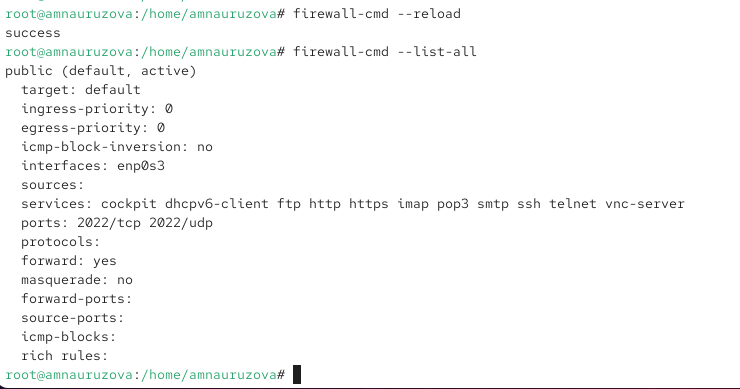 root@amnauruzova:/home/amnauruzova# firewall-cmd --reload
success
root@amnauruzova:/home/amnauruzova# firewall-cmd --list-all
public (default, active)
  target: default
  ingress-priority: 0
  egress-priority: 0
  icmp-block-inversion: no
  interfaces: enp0s3
  sources:
  services: cockpit dhcpv6-client ftp http https imap pop3 smtp ssh telnet vnc-server
  ports: 2022/tcp 2022/udp
  protocols:
  forward: yes
  masquerade: no
  forward-ports:
  source-ports:
  icmp-blocks:
  rich rules:
root@amnauruzova:/home/amnauruzova#